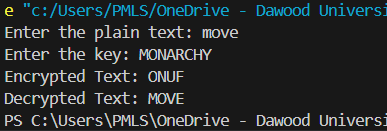 e "c:/Users/PMLS/OneDrive - Dawood Universi
Enter the plain text: move
Enter the key: MONARCHY
Encrypted Text: ONUF
Decrypted Text: MOVE
PS C:\Users\PMLS\OneDrive - Dawood Universi